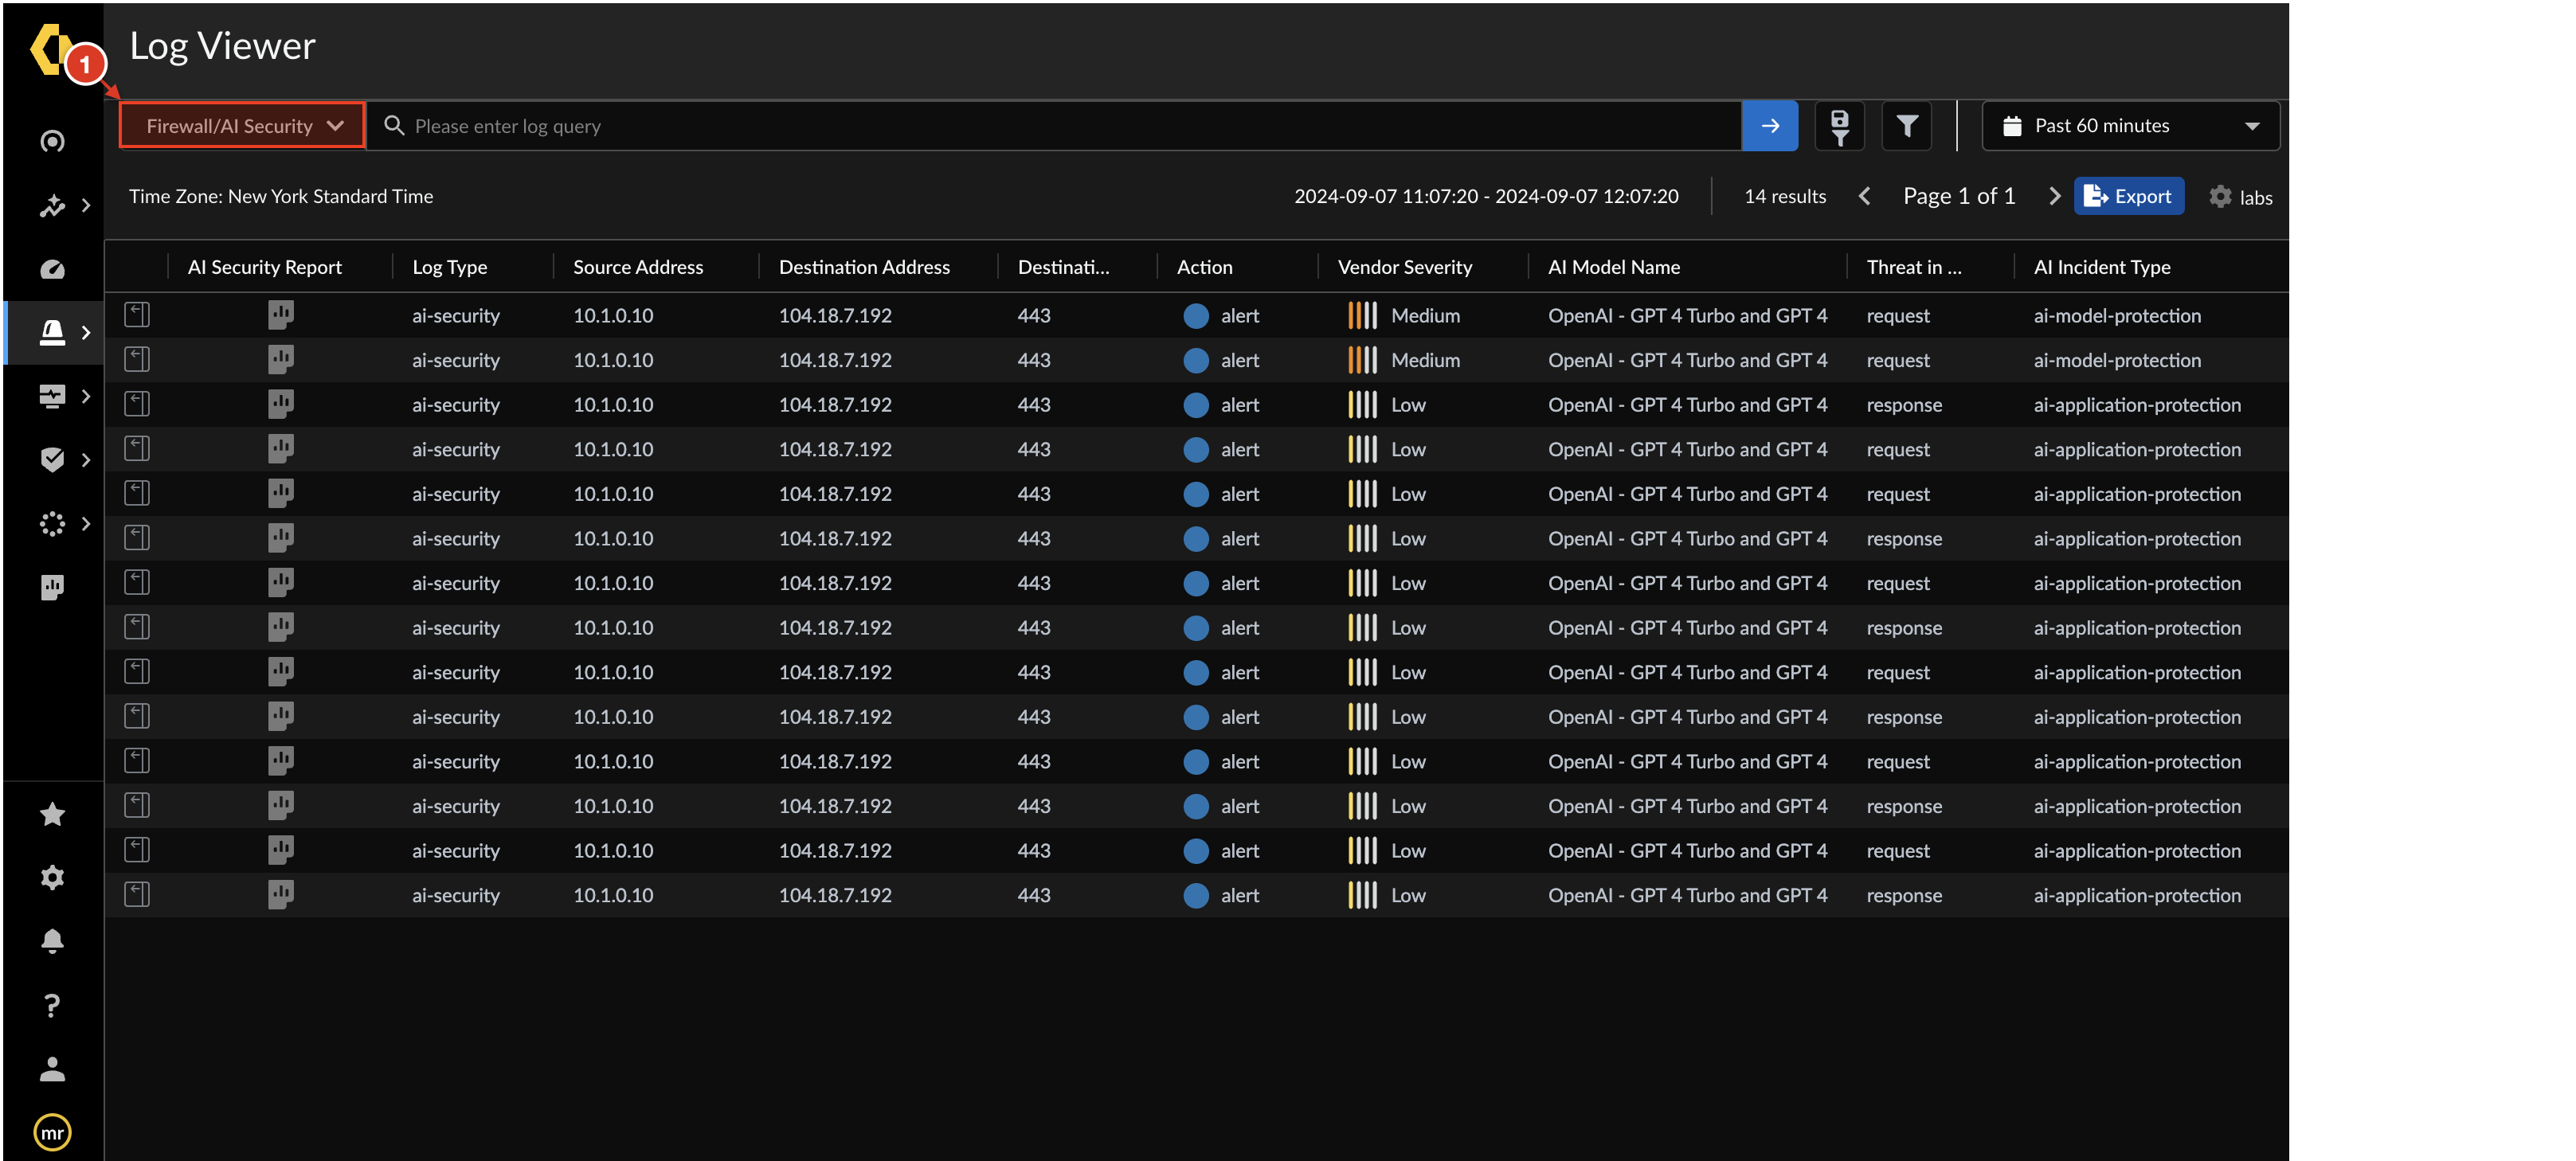 Log Viewer
1
Firewall/AI Security Please enter log query Past 60 minutes
Time Zone: New York Standard Time 2024-09-07 11:07:20 - 2024-09-07 12:07:20 14 results Page 1 of 1 Export labs
AI Security Report Log Type Source Address Destination Address Destinati... Action Vendor Severity AI Model Name Threat in ... AI Incident Type
ai-security 10.1.0.10 104.18.7.192 443 alert Medium OpenAI - GPT 4 Turbo and GPT 4 request ai-model-protection
ai-security 10.1.0.10 104.18.7.192 443 alert Medium OpenAI - GPT 4 Turbo and GPT 4 request ai-model-protection
ai-security 10.1.0.10 104.18.7.192 443 alert Low OpenAI - GPT 4 Turbo and GPT 4 response ai-application-protection
ai-security 10.1.0.10 104.18.7.192 443 alert Low OpenAI - GPT 4 Turbo and GPT 4 request ai-application-protection
ai-security 10.1.0.10 104.18.7.192 443 alert Low OpenAI - GPT 4 Turbo and GPT 4 request ai-application-protection
ai-security 10.1.0.10 104.18.7.192 443 alert Low OpenAI - GPT 4 Turbo and GPT 4 response ai-application-protection
ai-security 10.1.0.10 104.18.7.192 443 alert Low OpenAI - GPT 4 Turbo and GPT 4 request ai-application-protection
ai-security 10.1.0.10 104.18.7.192 443 alert Low OpenAI - GPT 4 Turbo and GPT 4 response ai-application-protection
ai-security 10.1.0.10 104.18.7.192 443 alert Low OpenAI - GPT 4 Turbo and GPT 4 request ai-application-protection
ai-security 10.1.0.10 104.18.7.192 443 alert Low OpenAI - GPT 4 Turbo and GPT 4 response ai-application-protection
ai-security 10.1.0.10 104.18.7.192 443 alert Low OpenAI - GPT 4 Turbo and GPT 4 request ai-application-protection
ai-security 10.1.0.10 104.18.7.192 443 alert Low OpenAI - GPT 4 Turbo and GPT 4 response ai-application-protection
ai-security 10.1.0.10 104.18.7.192 443 alert Low OpenAI - GPT 4 Turbo and GPT 4 request ai-application-protection
ai-security 10.1.0.10 104.18.7.192 443 alert Low OpenAI - GPT 4 Turbo and GPT 4 response ai-application-protection
mr